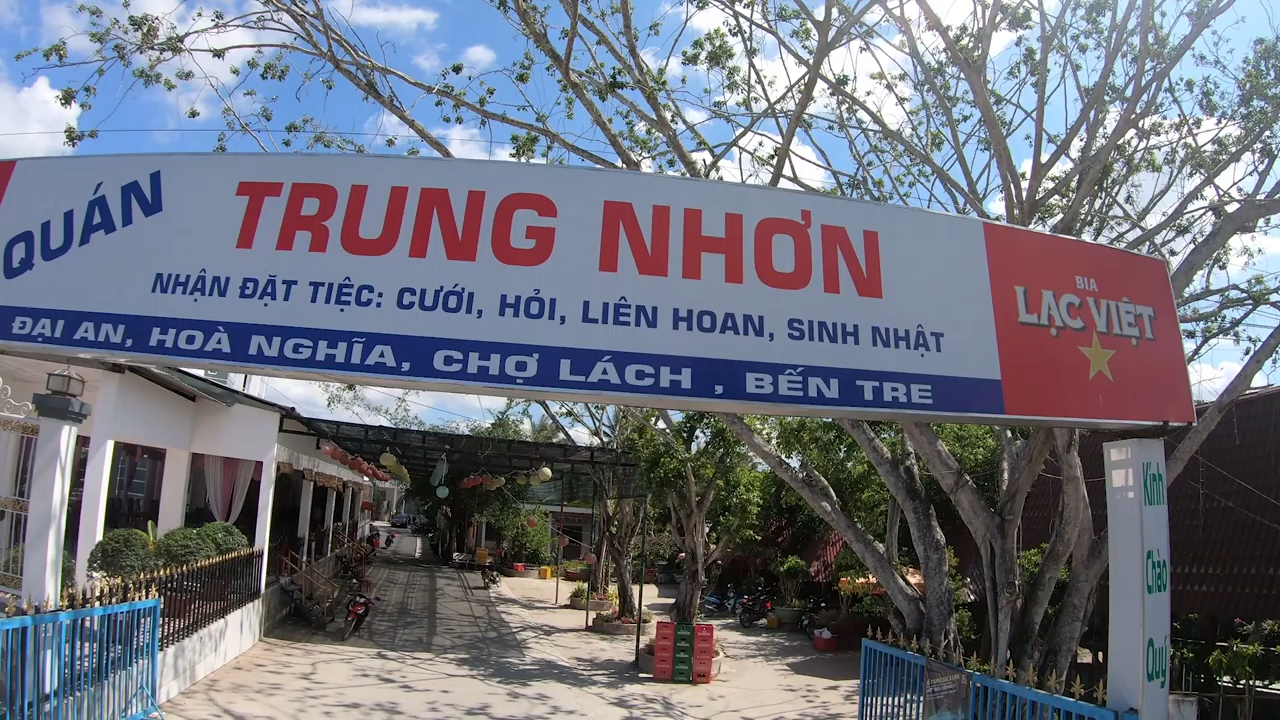 QUÁN
TRUNG NHƠN
NHẬN ĐẶT TIỆC: CƯỚI, HỎI, LIÊN HOAN, SINH NHẬT
ĐẠI AN, HOÀ NGHĨA, CHỢ LÁCH , BẾN TRE
BIA
LẠC VIỆT
Kính
Chào
Quý